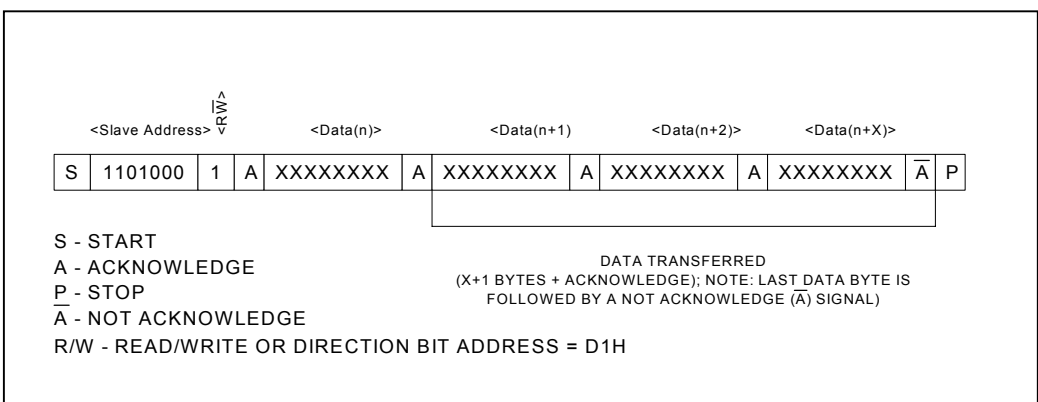 <RW̅>
<Slave Address> <Data(n)> <Data(n+1) <Data(n+2)> <Data(n+X)>
S 1101000 1 A XXXXXXXX A XXXXXXXX A XXXXXXXX A XXXXXXXX A̅ P
S - START
A - ACKNOWLEDGE
P - STOP
A̅ - NOT ACKNOWLEDGE
R/W - READ/WRITE OR DIRECTION BIT ADDRESS = D1H
DATA TRANSFERRED
(X+1 BYTES + ACKNOWLEDGE); NOTE: LAST DATA BYTE IS
FOLLOWED BY A NOT ACKNOWLEDGE (A̅) SIGNAL)